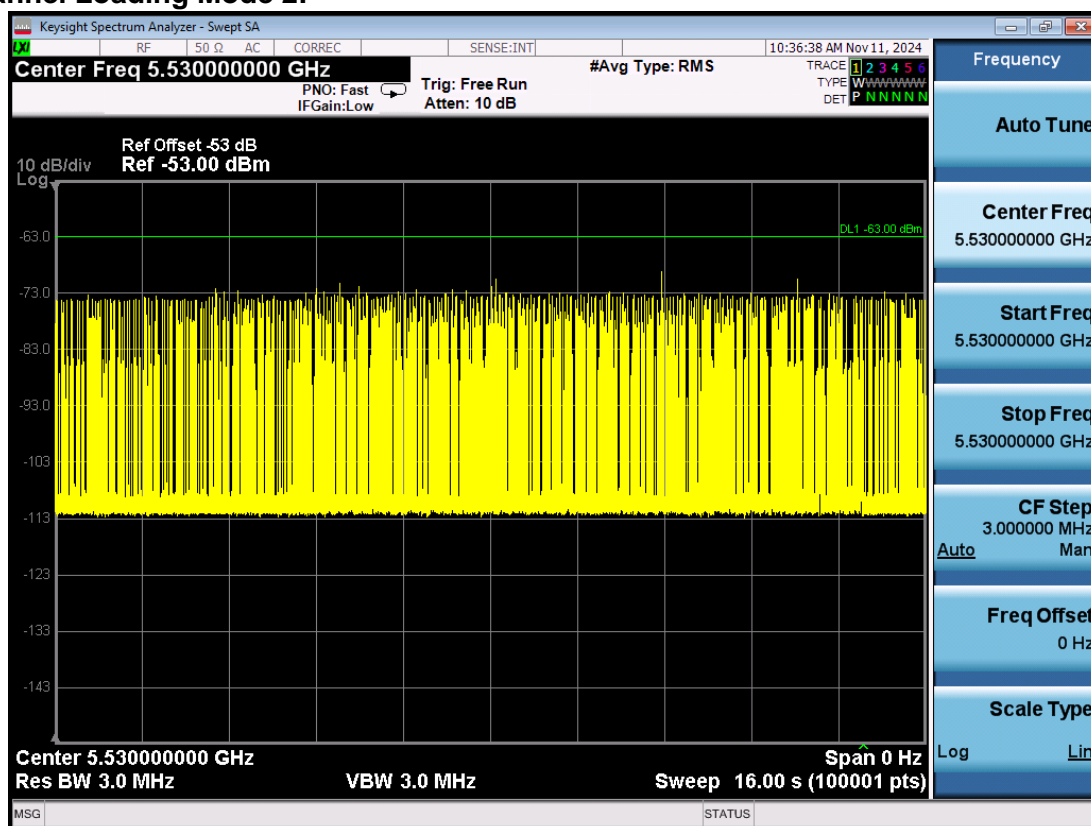 annel Loading Mode 2:
Keysight Spectrum Analyzer - Swept SA
LXI RF 50 Ω AC CORREC SENSE:INT 10:36:38 AM Nov 11, 2024
Center Freq 5.530000000 GHz #Avg Type: RMS TRACE 1 2 3 4 5 6
PNO: Fast Trig: Free Run TYPE WWWWWW
IFGain:Low Atten: 10 dB DET P N N N N N
Ref Offset -53 dB
10 dB/div Ref -53.00 dBm
Log
DL1 -63.00 dBm
-63.0
-73.0
-83.0
-93.0
-103
-113
-123
-133
-143
Center 5.530000000 GHz Span 0 Hz
Res BW 3.0 MHz VBW 3.0 MHz Sweep 16.00 s (100001 pts)
MSG STATUS
Frequency
Auto Tune
Center Freq
5.530000000 GHz
Start Freq
5.530000000 GHz
Stop Freq
5.530000000 GHz
CF Step
3.000000 MHz
Auto Man
Freq Offset
0 Hz
Scale Type
Log Lin